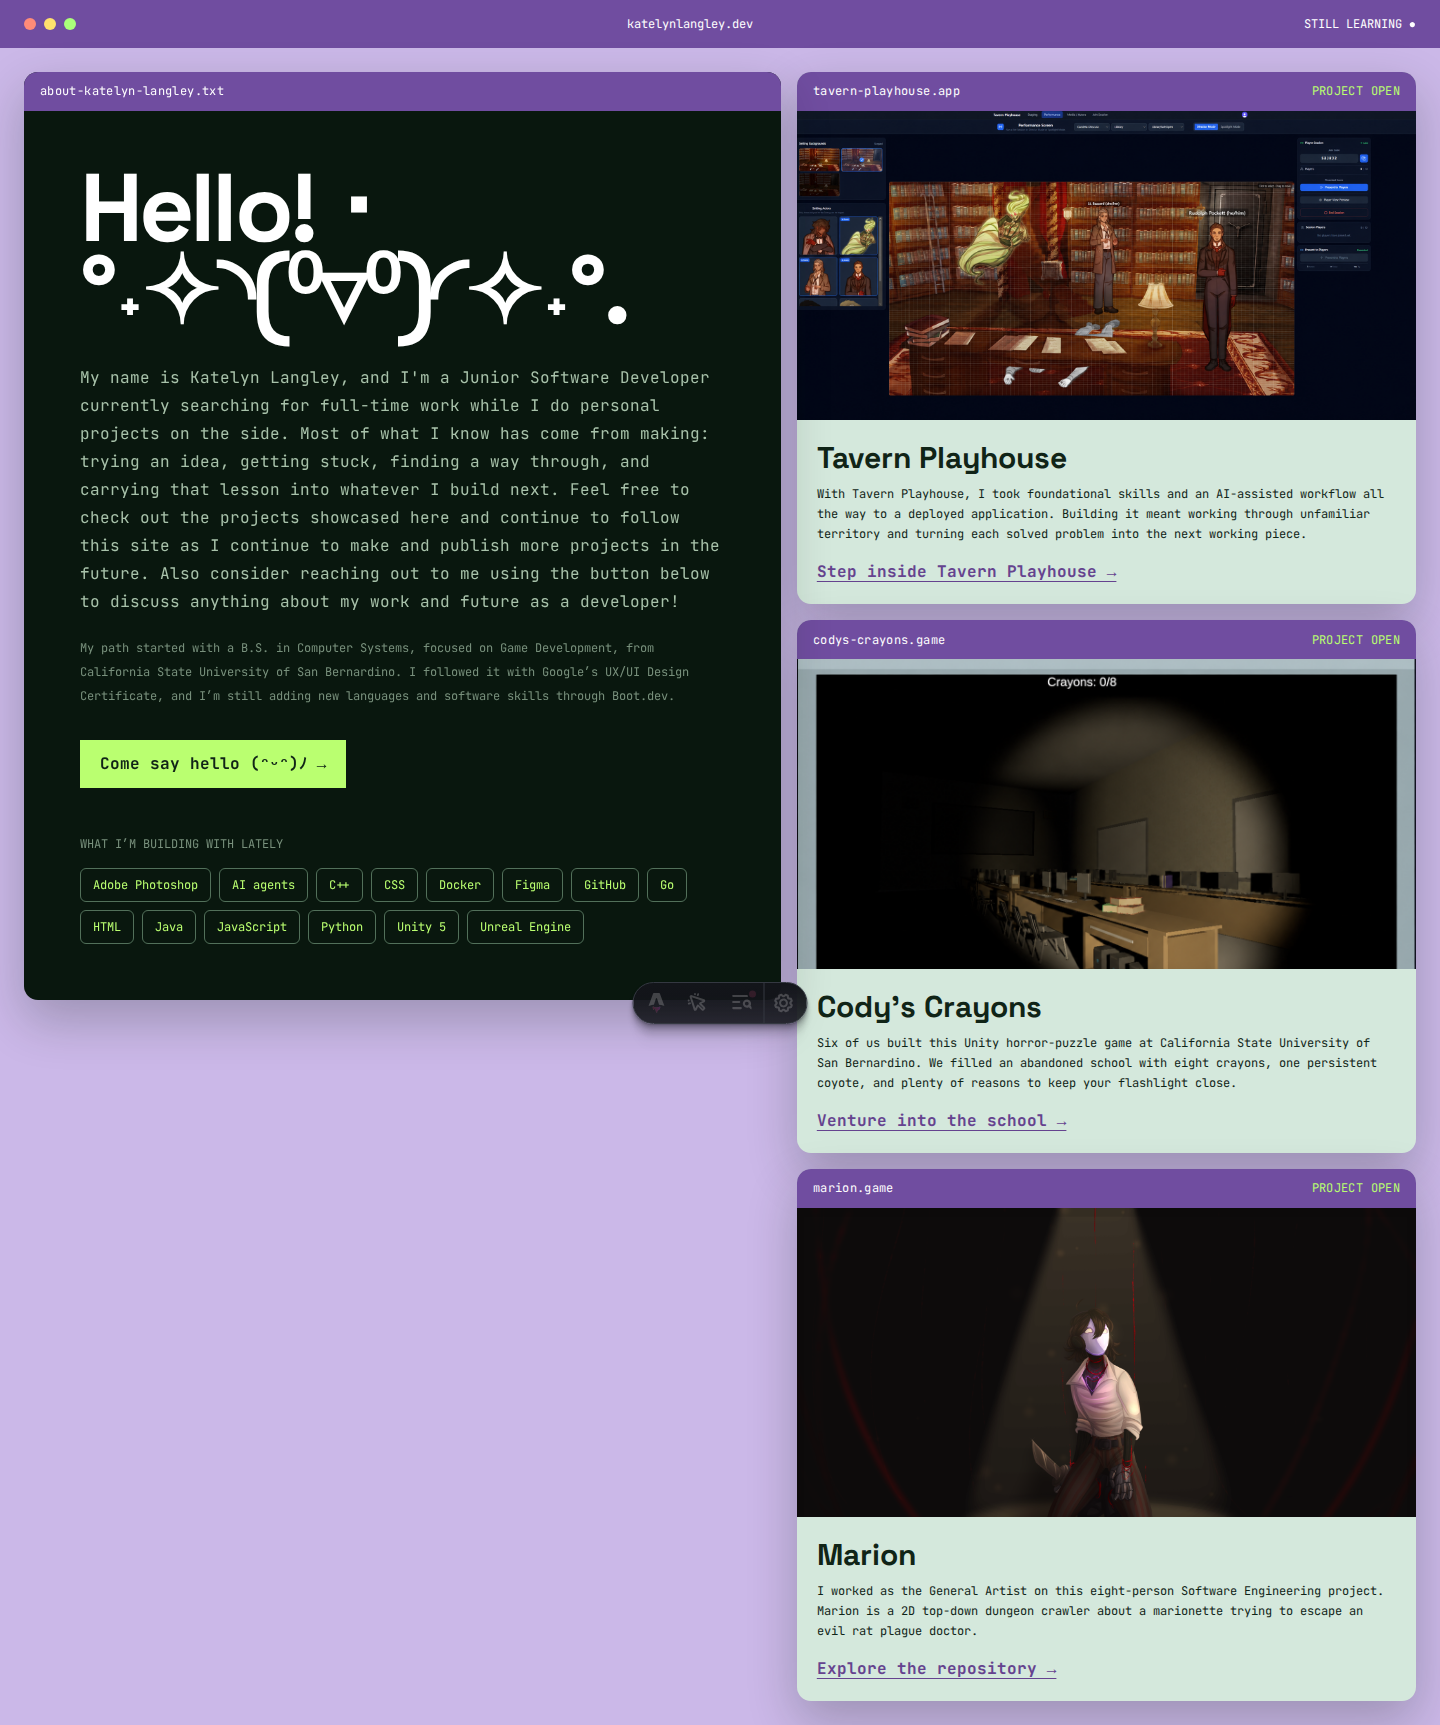 katelynlangley.dev
STILL LEARNING ●
about-katelyn-langley.txt
Hello! ･
ﾟ˖✧◝(⁰▿⁰)◜✧˖ﾟ.
My name is Katelyn Langley, and I'm a Junior Software Developer
currently searching for full-time work while I do personal
projects on the side. Most of what I know has come from making:
trying an idea, getting stuck, finding a way through, and
carrying that lesson into whatever I build next. Feel free to
check out the projects showcased here and continue to follow
this site as I continue to make and publish more projects in the
future. Also consider reaching out to me using the button below
to discuss anything about my work and future as a developer!
My path started with a B.S. in Computer Systems, focused on Game Development, from
California State University of San Bernardino. I followed it with Google’s UX/UI Design
Certificate, and I’m still adding new languages and software skills through Boot.dev.
Come say hello (ᵔᵕᵔ)ﾉ →
WHAT I’M BUILDING WITH LATELY
Adobe Photoshop AI agents C++ CSS Docker Figma GitHub Go
HTML Java JavaScript Python Unity 5 Unreal Engine
tavern-playhouse.app
PROJECT OPEN
Tavern Playhouse
Performance Screen
Rudolph Pockett (he/him)
Tavern Playhouse
With Tavern Playhouse, I took foundational skills and an AI-assisted workflow all
the way to a deployed application. Building it meant working through unfamiliar
territory and turning each solved problem into the next working piece.
Step inside Tavern Playhouse →
codys-crayons.game
PROJECT OPEN
Crayons: 0/8
Cody’s Crayons
Six of us built this Unity horror-puzzle game at California State University of
San Bernardino. We filled an abandoned school with eight crayons, one persistent
coyote, and plenty of reasons to keep your flashlight close.
Venture into the school →
marion.game
PROJECT OPEN
Marion
I worked as the General Artist on this eight-person Software Engineering project.
Marion is a 2D top-down dungeon crawler about a marionette trying to escape an
evil rat plague doctor.
Explore the repository →